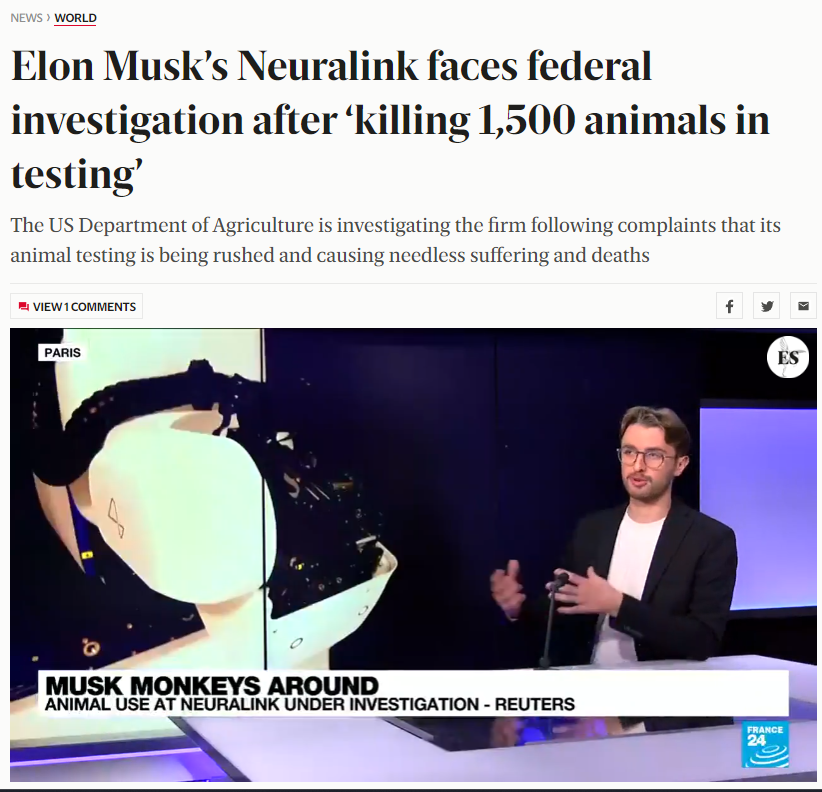 NEWS › WORLD
Elon Musk’s Neuralink faces federal
investigation after ‘killing 1,500 animals in
testing’
The US Department of Agriculture is investigating the firm following complaints that its
animal testing is being rushed and causing needless suffering and deaths
VIEW 1 COMMENTS
PARIS
ES
MUSK MONKEYS AROUND
ANIMAL USE AT NEURALINK UNDER INVESTIGATION - REUTERS
FRANCE
24